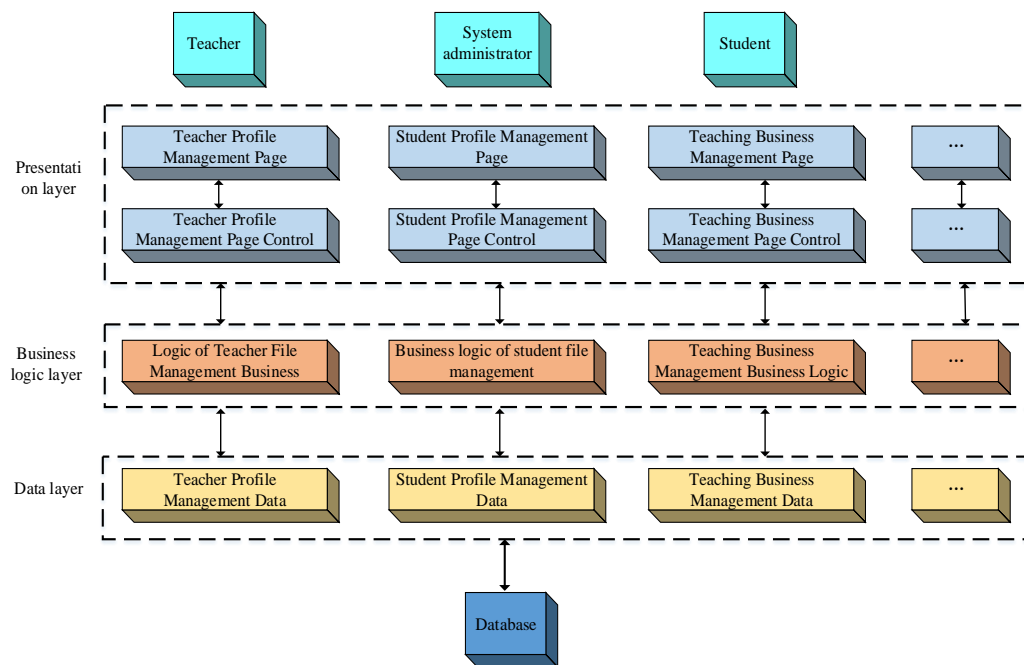 Teacher
System
administrator
Student
Presentati
on layer
Teacher Profile
Management Page
Student Profile Management
Page
Teaching Business
Management Page
...
Teacher Profile
Management Page Control
Student Profile Management
Page Control
Teaching Business
Management Page Control
...
Business
logic layer
Logic of Teacher File
Management Business
Business logic of student file
management
Teaching Business
Management Business Logic
...
Data layer
Teacher Profile
Management Data
Student Profile Management
Data
Teaching Business
Management Data
...
Database